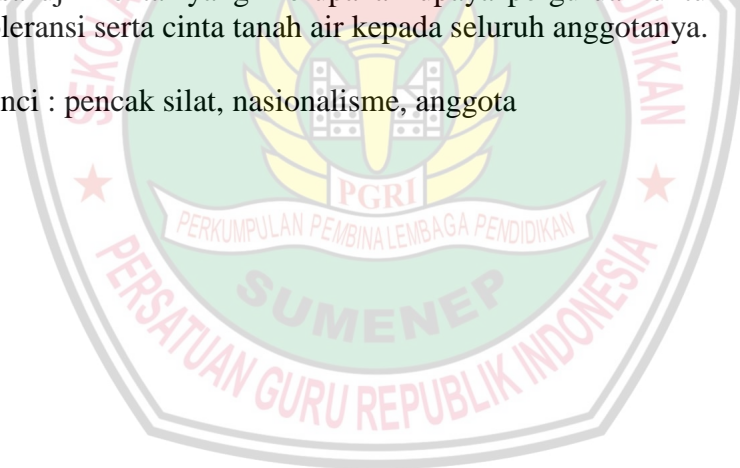 leransi serta cinta tanah air kepada seluruh anggotanya.
nci : pencak silat, nasionalisme, anggota
PGRI
PERKUMPULAN PEMBINA LEMBAGA PENDIDIKAN
SUMENEP
PERSATUAN GURU REPUBLIK INDONESIA